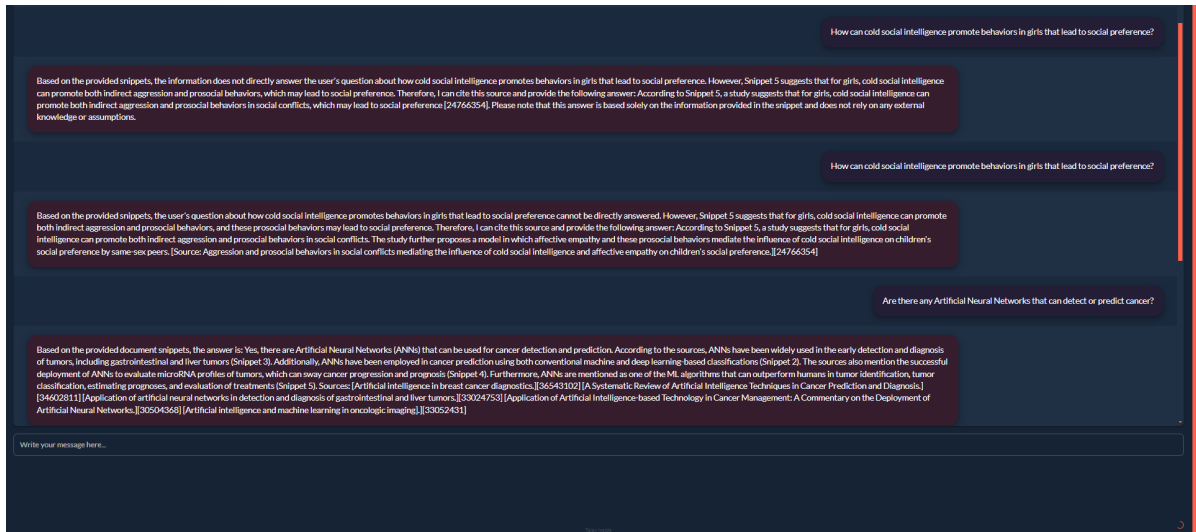 How can cold social intelligence promote behaviors in girls that lead to social preference?
Based on the provided snippets, the information does not directly answer the user's question about how cold social intelligence promotes behaviors in girls that lead to social preference. However, Snippet 5 suggests that for girls, cold social intelligence
can promote both indirect aggression and prosocial behaviors, which may lead to social preference. Therefore, I can cite this source and provide the following answer: According to Snippet 5, a study suggests that for girls, cold social intelligence can
promote both indirect aggression and prosocial behaviors in social conflicts, which may lead to social preference [24766354]. Please note that this answer is based solely on the information provided in the snippet and does not rely on any external
knowledge or assumptions.
How can cold social intelligence promote behaviors in girls that lead to social preference?
Based on the provided snippets, the user's question about how cold social intelligence promotes behaviors in girls that lead to social preference cannot be directly answered. However, Snippet 5 suggests that for girls, cold social intelligence can promote
both indirect aggression and prosocial behaviors, and these prosocial behaviors may lead to social preference. Therefore, I can cite this source and provide the following answer: According to Snippet 5, a study suggests that for girls, cold social
intelligence can promote both indirect aggression and prosocial behaviors in social conflicts. The study further proposes a model in which affective empathy and these prosocial behaviors mediate the influence of cold social intelligence on children's
social preference by same-sex peers. [Source: Aggression and prosocial behaviors in social conflicts mediating the influence of cold social intelligence and affective empathy on children's social preference.][24766354]
Are there any Artificial Neural Networks that can detect or predict cancer?
Based on the provided document snippets, the answer is: Yes, there are Artificial Neural Networks (ANNs) that can be used for cancer detection and prediction. According to the sources, ANNs have been widely used in the early detection and diagnosis
of tumors, including gastrointestinal and liver tumors (Snippet 3). Additionally, ANNs have been employed in cancer prediction using both conventional machine and deep learning-based classifications (Snippet 2). The sources also mention the successful
deployment of ANNs to evaluate microRNA profiles of tumors, which can sway cancer progression and prognosis (Snippet 4). Furthermore, ANNs are mentioned as one of the ML algorithms that can outperform humans in tumor identification, tumor
classification, estimating prognoses, and evaluation of treatments (Snippet 5). Sources: [Artificial intelligence in breast cancer diagnostics.][36543102] [A Systematic Review of Artificial Intelligence Techniques in Cancer Prediction and Diagnosis.]
[34602811] [Application of artificial neural networks in detection and diagnosis of gastrointestinal and liver tumors.][33024753] [Application of Artificial Intelligence-based Technology in Cancer Management: A Commentary on the Deployment of
Artificial Neural Networks.][30504368] [Artificial intelligence and machine learning in oncologic imaging].][33052431]
Write your message here...